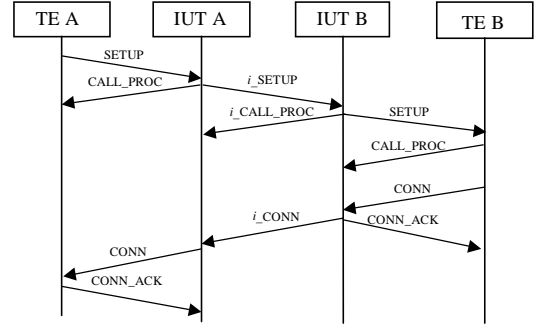 TE A
IUT A
IUT B
TE B
SETUP
CALL_PROC
i_SETUP
i_CALL_PROC
SETUP
CALL_PROC
CONN
i_CONN
CONN_ACK
CONN
CONN_ACK